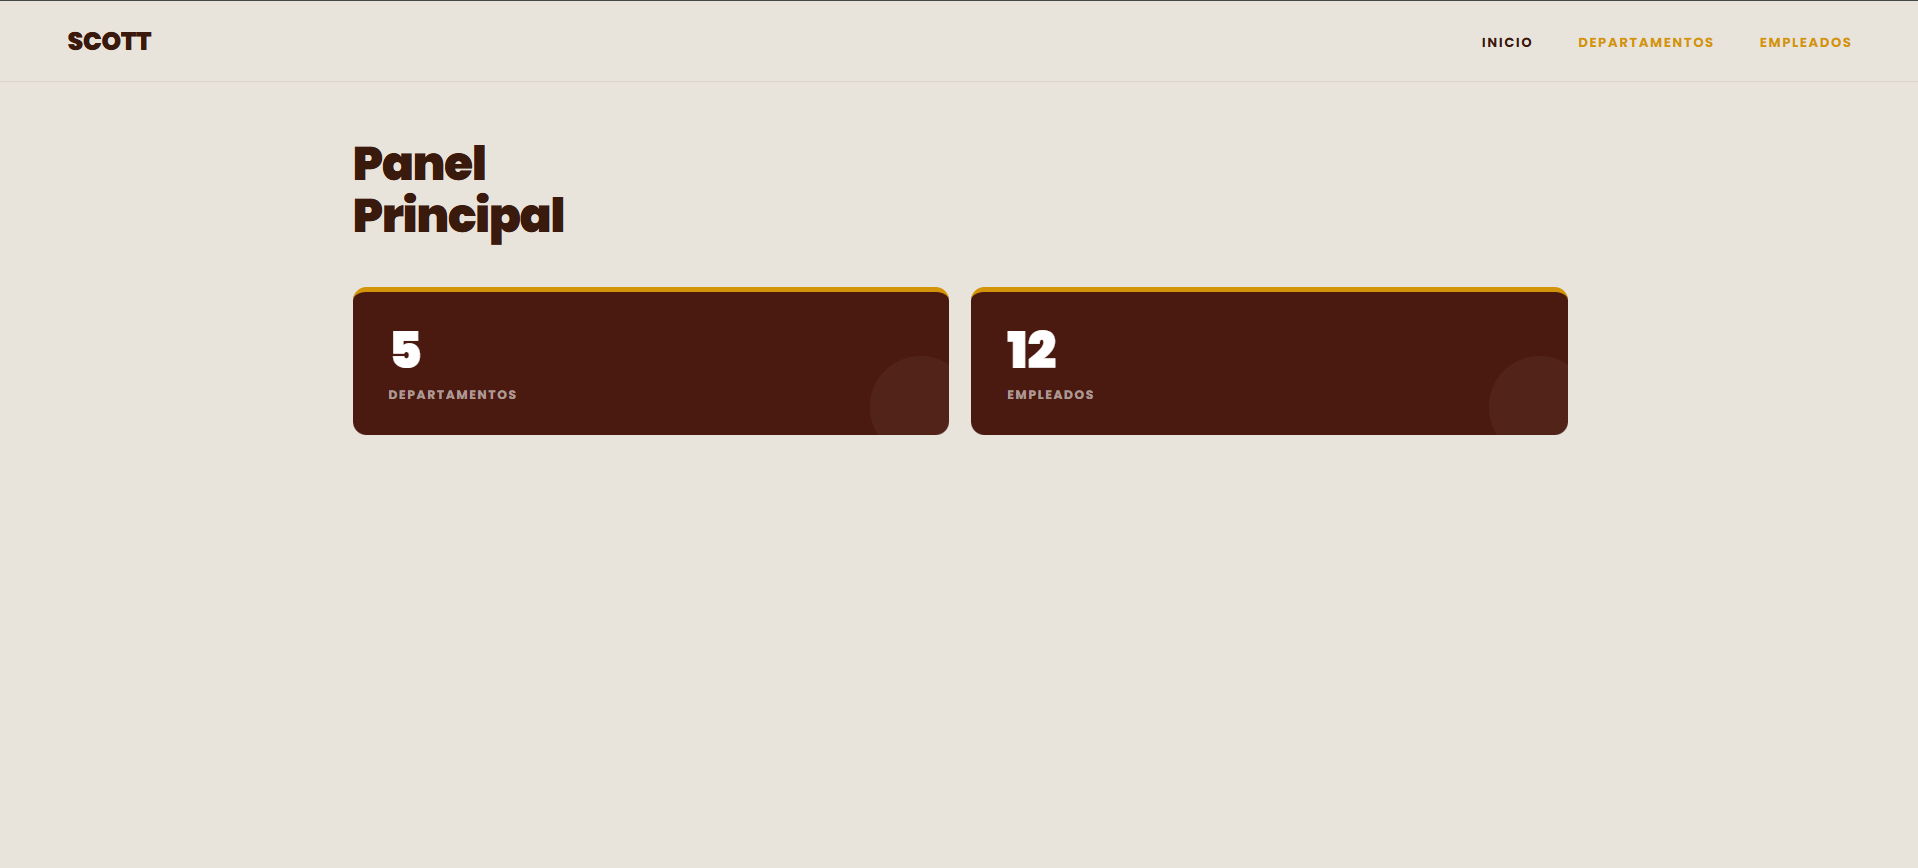 SCOTT
INICIO DEPARTAMENTOS EMPLEADOS
Panel
Principal
5
DEPARTAMENTOS
12
EMPLEADOS